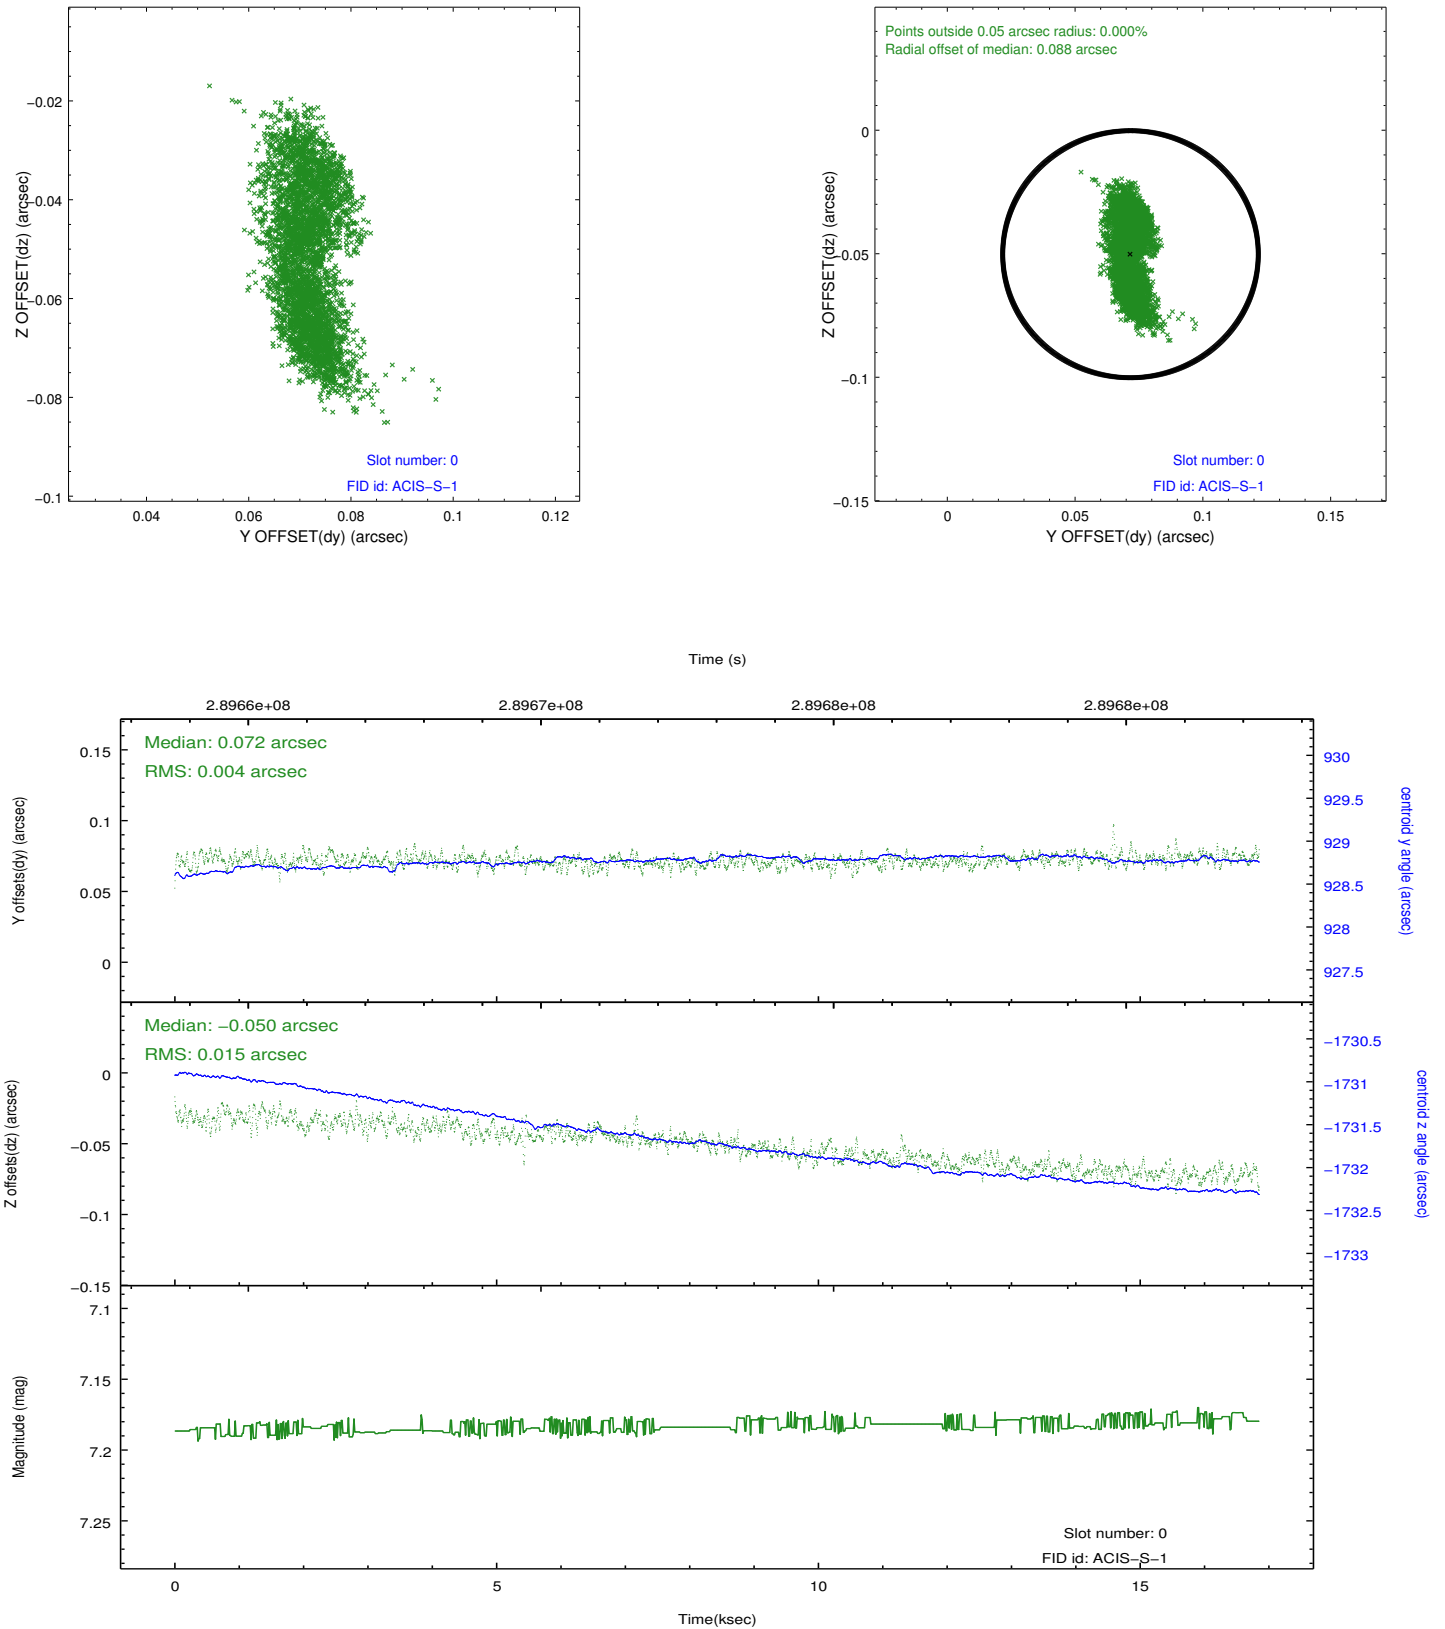 −0.02
−0.04
−0.06
−0.08
−0.1
Z OFFSET(dz) (arcsec)
Slot number: 0
FID id: ACIS−S−1
0.04
0.06
0.08
0.1
0.12
Y OFFSET(dy) (arcsec)
Points outside 0.05 arcsec radius: 0.000%
Radial offset of median: 0.088 arcsec
0
−0.05
−0.1
−0.15
Z OFFSET(dz) (arcsec)
Slot number: 0
FID id: ACIS−S−1
0
0.05
0.1
0.15
Y OFFSET(dy) (arcsec)
Time (s)
2.8966e+08
2.8967e+08
2.8968e+08
2.8968e+08
Median: 0.072 arcsec
RMS: 0.004 arcsec
0.15
0.1
0.05
0
Y offsets(dy) (arcsec)
930
929.5
929
928.5
928
927.5
centroid y angle (arcsec)
Median: −0.050 arcsec
RMS: 0.015 arcsec
0
−0.05
−0.1
−0.15
Z offsets(dz) (arcsec)
−1730.5
−1731
−1731.5
−1732
−1732.5
−1733
centroid z angle (arcsec)
7.1
7.15
7.2
7.25
Magnitude (mag)
Slot number: 0
FID id: ACIS−S−1
0
5
10
15
Time(ksec)